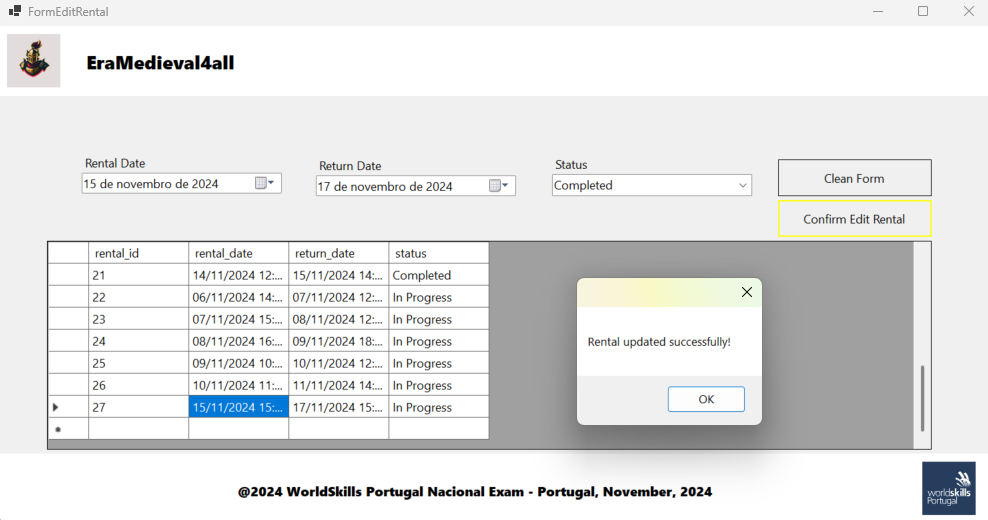 FormEditRental
EraMedieval4all
Rental Date
Return Date
Status
15 de novembro de 2024
17 de novembro de 2024
Completed
Clean Form
Confirm Edit Rental
rental_id rental_date return_date status
21 14/11/2024 12:... 15/11/2024 14:... Completed
22 06/11/2024 14:... 07/11/2024 12:... In Progress
23 07/11/2024 15:... 08/11/2024 12:... In Progress
24 08/11/2024 16:... 09/11/2024 18:... In Progress
25 09/11/2024 10:... 10/11/2024 12:... In Progress
26 10/11/2024 11:... 11/11/2024 14:... In Progress
27 15/11/2024 15:... 17/11/2024 15:... In Progress
Rental updated successfully!
OK
@2024 WorldSkills Portugal Nacional Exam - Portugal, November, 2024
worldskills
Portugal